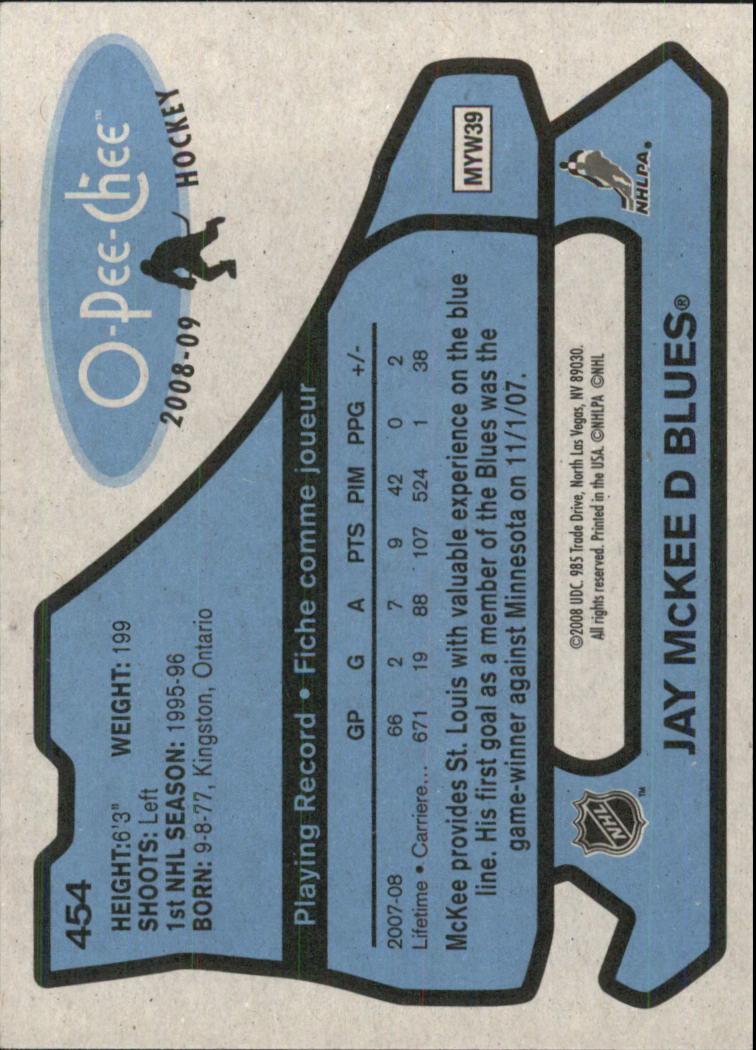 O-Pee-Chee™
2008-09 HOCKEY
454
HEIGHT:6'3" WEIGHT: 199
SHOOTS: Left
1st NHL SEASON: 1995-96
BORN: 9-8-77, Kingston, Ontario
Playing Record • Fiche comme joueur
GP G A PTS PIM PPG +/-
2007-08 66 2 7 9 42 0 2
Lifetime • Carriere... 671 19 88 107 524 1 38
McKee provides St. Louis with valuable experience on the blue
line. His first goal as a member of the Blues was the
game-winner against Minnesota on 11/1/07.
MYW39
NHL ™
©2008 UDC. 985 Trade Drive, North Las Vegas, NV 89030.
All rights reserved. Printed in the USA. ©NHLPA ©NHL
NHLPA.
JAY MCKEE D BLUES®